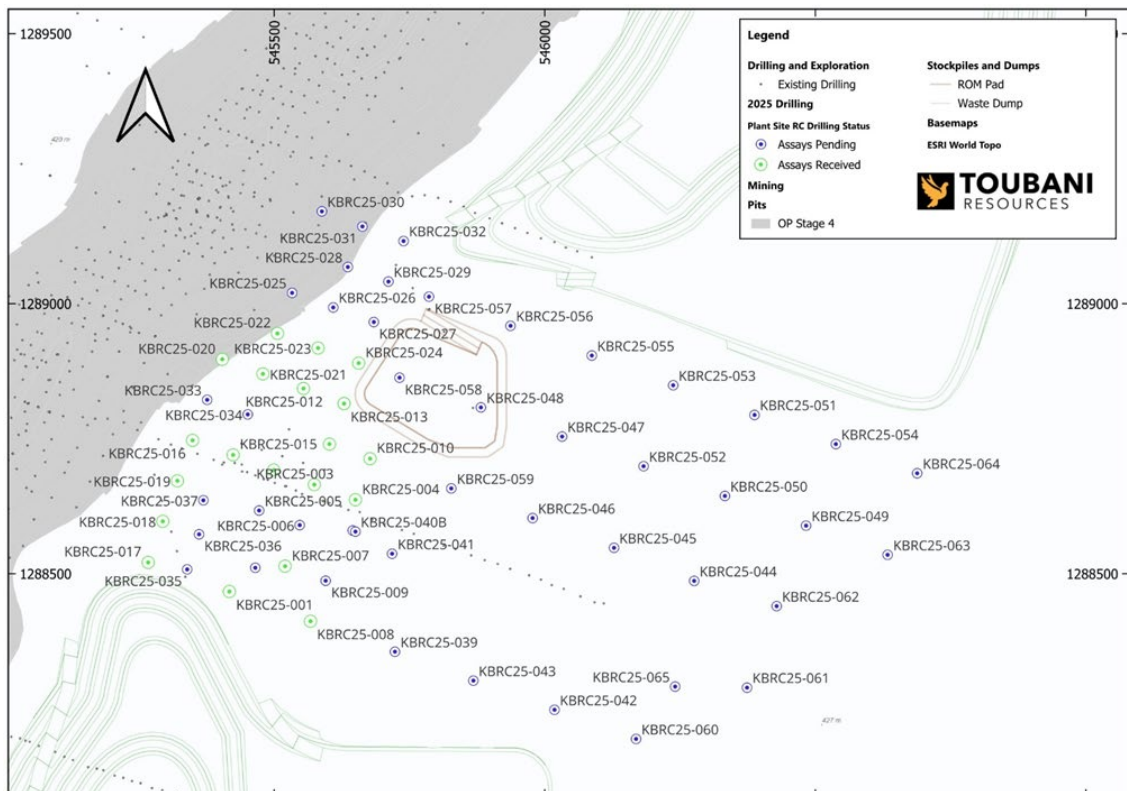 1289500
545500
546000
429 m
Legend
Drilling and Exploration
Existing Drilling
2025 Drilling
Plant Site RC Drilling Status
Assays Pending
Assays Received
Mining
Pits
OP Stage 4
Stockpiles and Dumps
ROM Pad
Waste Dump
Basemaps
ESRI World Topo
TOUBANI
RESOURCES
KBRC25-030
KBRC25-031
KBRC25-032
KBRC25-028
KBRC25-025
KBRC25-029
1289000
1289000
KBRC25-026
KBRC25-057
KBRC25-056
KBRC25-022
KBRC25-027
KBRC25-023
KBRC25-020
KBRC25-024
KBRC25-055
KBRC25-021
KBRC25-033
KBRC25-058
KBRC25-053
KBRC25-012
KBRC25-048
KBRC25-034
KBRC25-013
KBRC25-051
KBRC25-047
KBRC25-054
KBRC25-015
KBRC25-016
KBRC25-010
KBRC25-052
KBRC25-064
KBRC25-003
KBRC25-019
KBRC25-059
KBRC25-004
KBRC25-050
KBRC25-037
KBRC25-005
KBRC25-046
KBRC25-018
KBRC25-006
KBRC25-040B
KBRC25-049
KBRC25-036
KBRC25-041
KBRC25-045
KBRC25-017
KBRC25-007
KBRC25-063
1288500
1288500
KBRC25-035
KBRC25-044
KBRC25-009
KBRC25-001
KBRC25-062
KBRC25-008
KBRC25-039
KBRC25-043
KBRC25-065
KBRC25-061
KBRC25-042
427 m
KBRC25-060